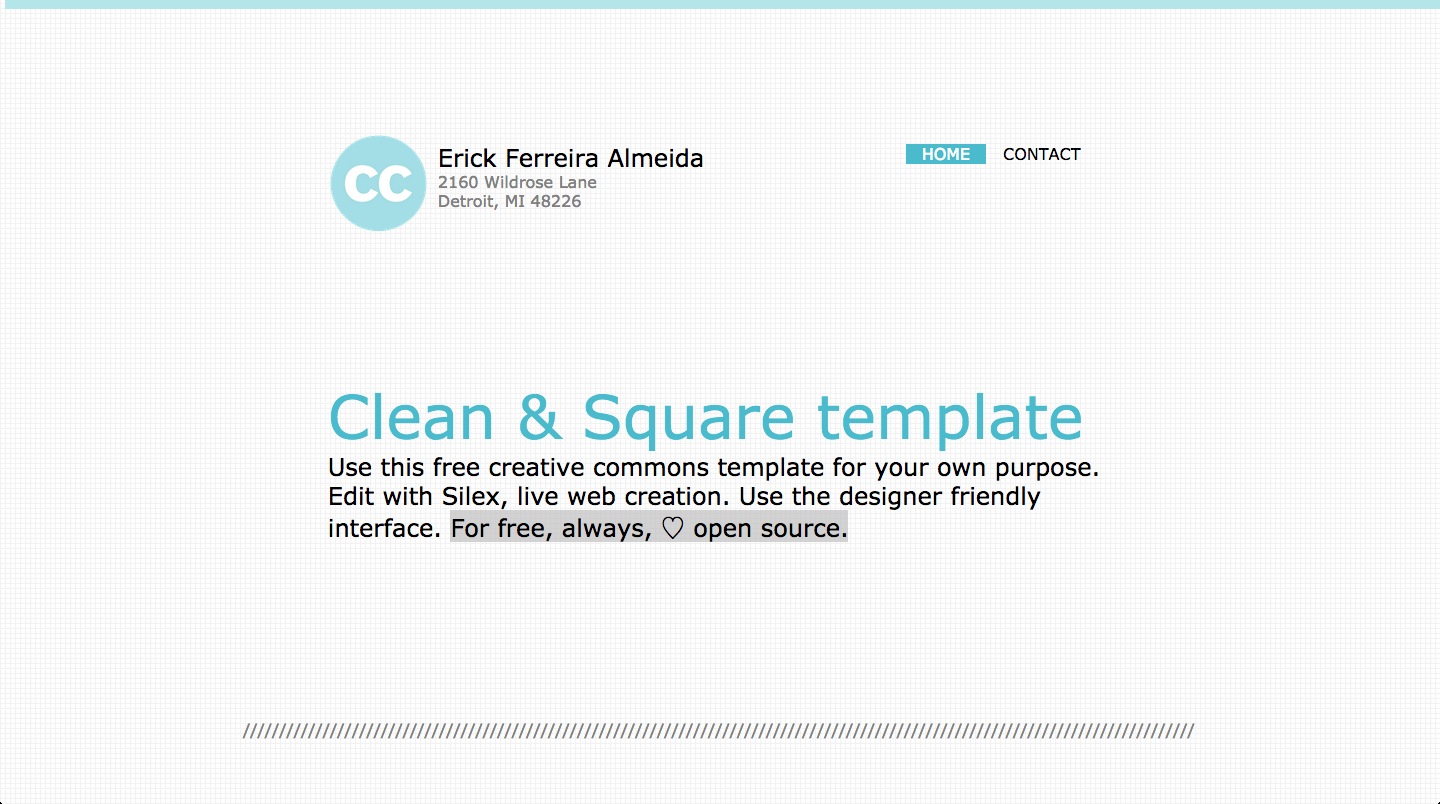 CC
Erick Ferreira Almeida
2160 Wildrose Lane
Detroit, MI 48226
HOME
CONTACT
Clean & Square template
Use this free creative commons template for your own purpose.
Edit with Silex, live web creation. Use the designer friendly
interface. For free, always, ♡ open source.
///////////////////////////////////////////////////////////////////////////////////////////////////////////////////////////////////